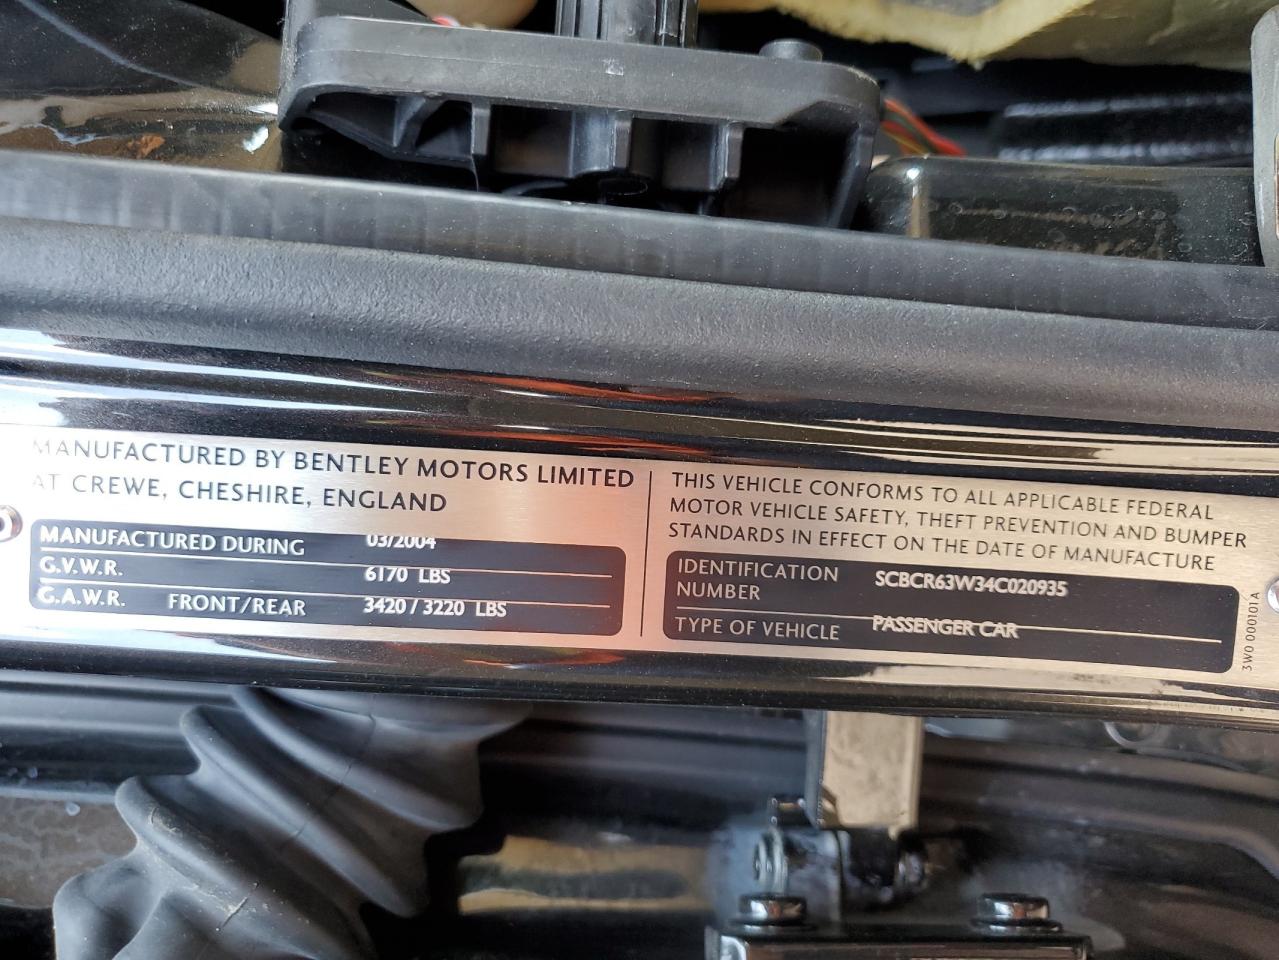 MANUFACTURED BY BENTLEY MOTORS LIMITED
AT CREWE, CHESHIRE, ENGLAND
MANUFACTURED DURING 03/2004
G.V.W.R. 6170 LBS
G.A.W.R. FRONT/REAR 3420/3220 LBS
THIS VEHICLE CONFORMS TO ALL APPLICABLE FEDERAL
MOTOR VEHICLE SAFETY, THEFT PREVENTION AND BUMPER
STANDARDS IN EFFECT ON THE DATE OF MANUFACTURE
IDENTIFICATION SCBCR63W34C020935
NUMBER
TYPE OF VEHICLE PASSENGER CAR
3W0 000101A